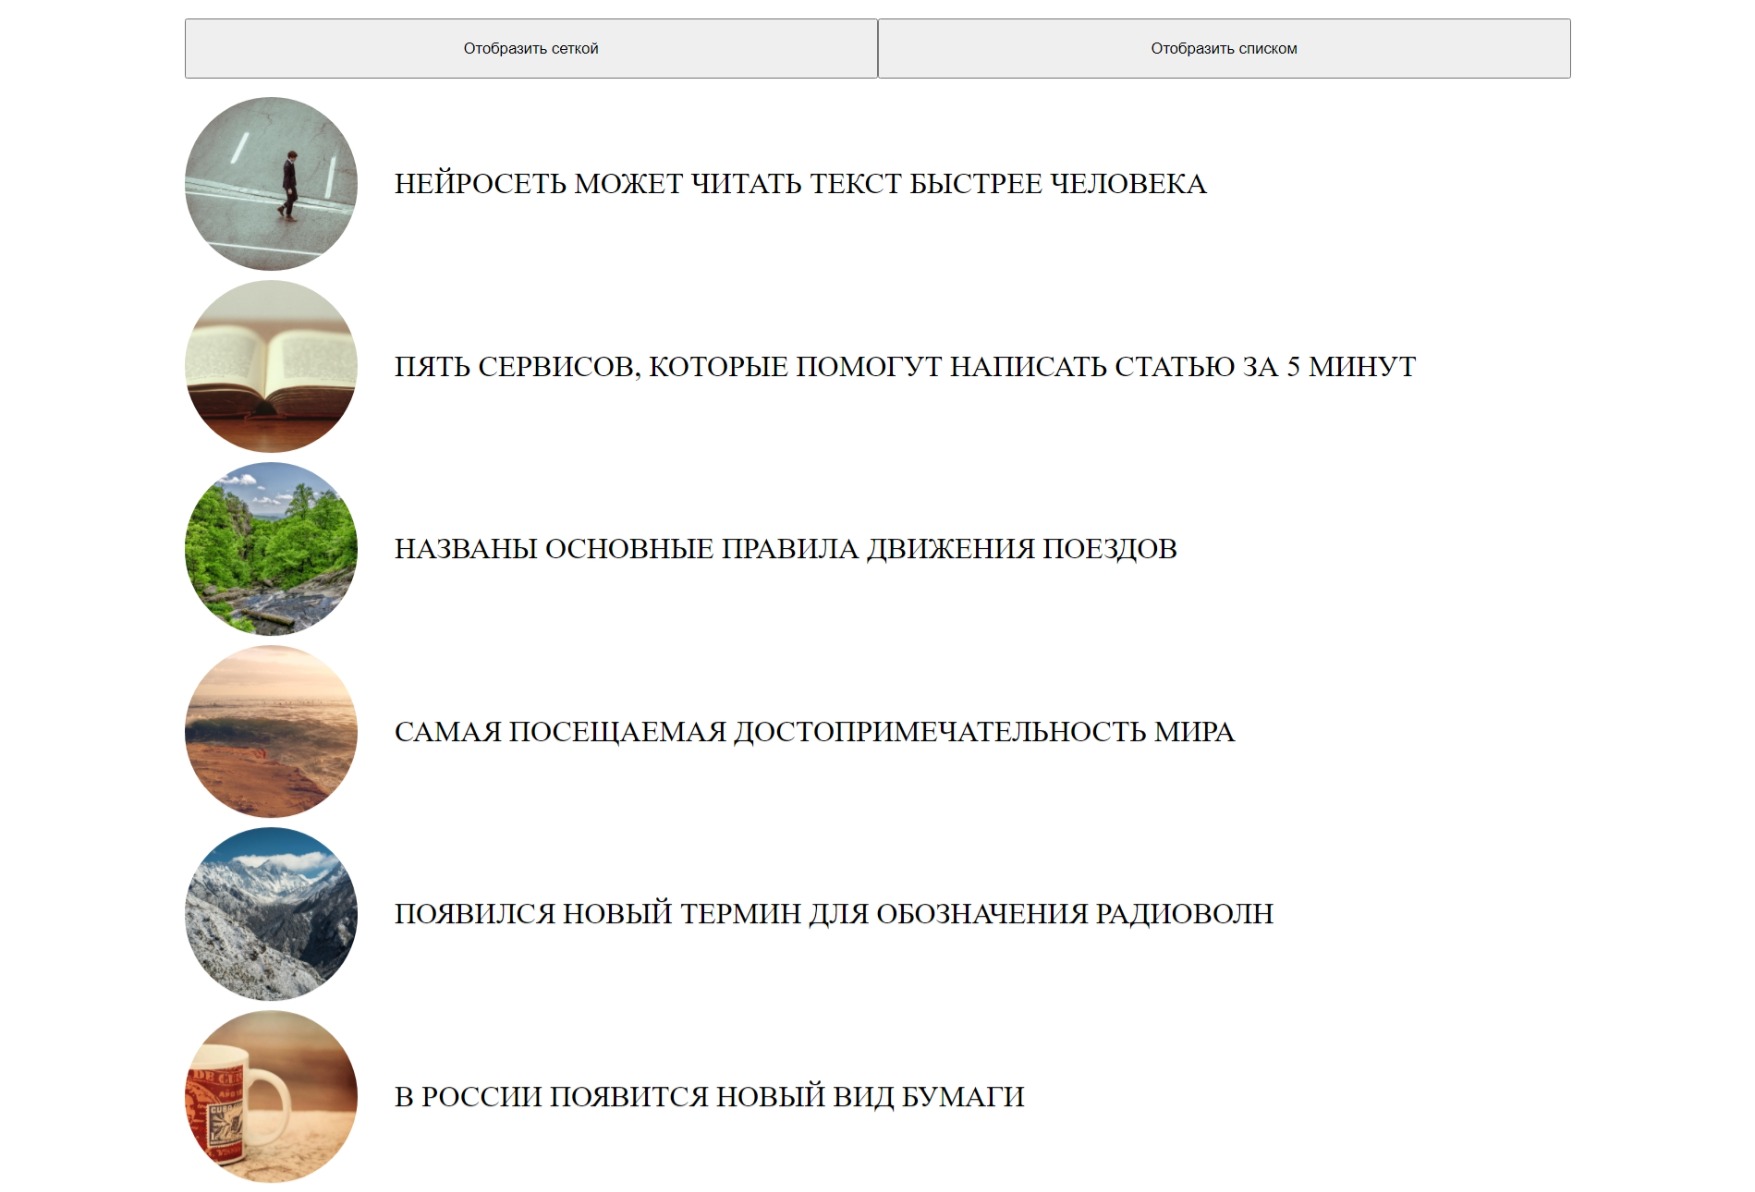 Отобразить сеткой
Отобразить списком
НЕЙРОСЕТЬ МОЖЕТ ЧИТАТЬ ТЕКСТ БЫСТРЕЕ ЧЕЛОВЕКА
ПЯТЬ СЕРВИСОВ, КОТОРЫЕ ПОМОГУТ НАПИСАТЬ СТАТЬЮ ЗА 5 МИНУТ
НАЗВАНЫ ОСНОВНЫЕ ПРАВИЛА ДВИЖЕНИЯ ПОЕЗДОВ
САМАЯ ПОСЕЩАЕМАЯ ДОСТОПРИМЕЧАТЕЛЬНОСТЬ МИРА
ПОЯВИЛСЯ НОВЫЙ ТЕРМИН ДЛЯ ОБОЗНАЧЕНИЯ РАДИОВОЛН
В РОССИИ ПОЯВИТСЯ НОВЫЙ ВИД БУМАГИ